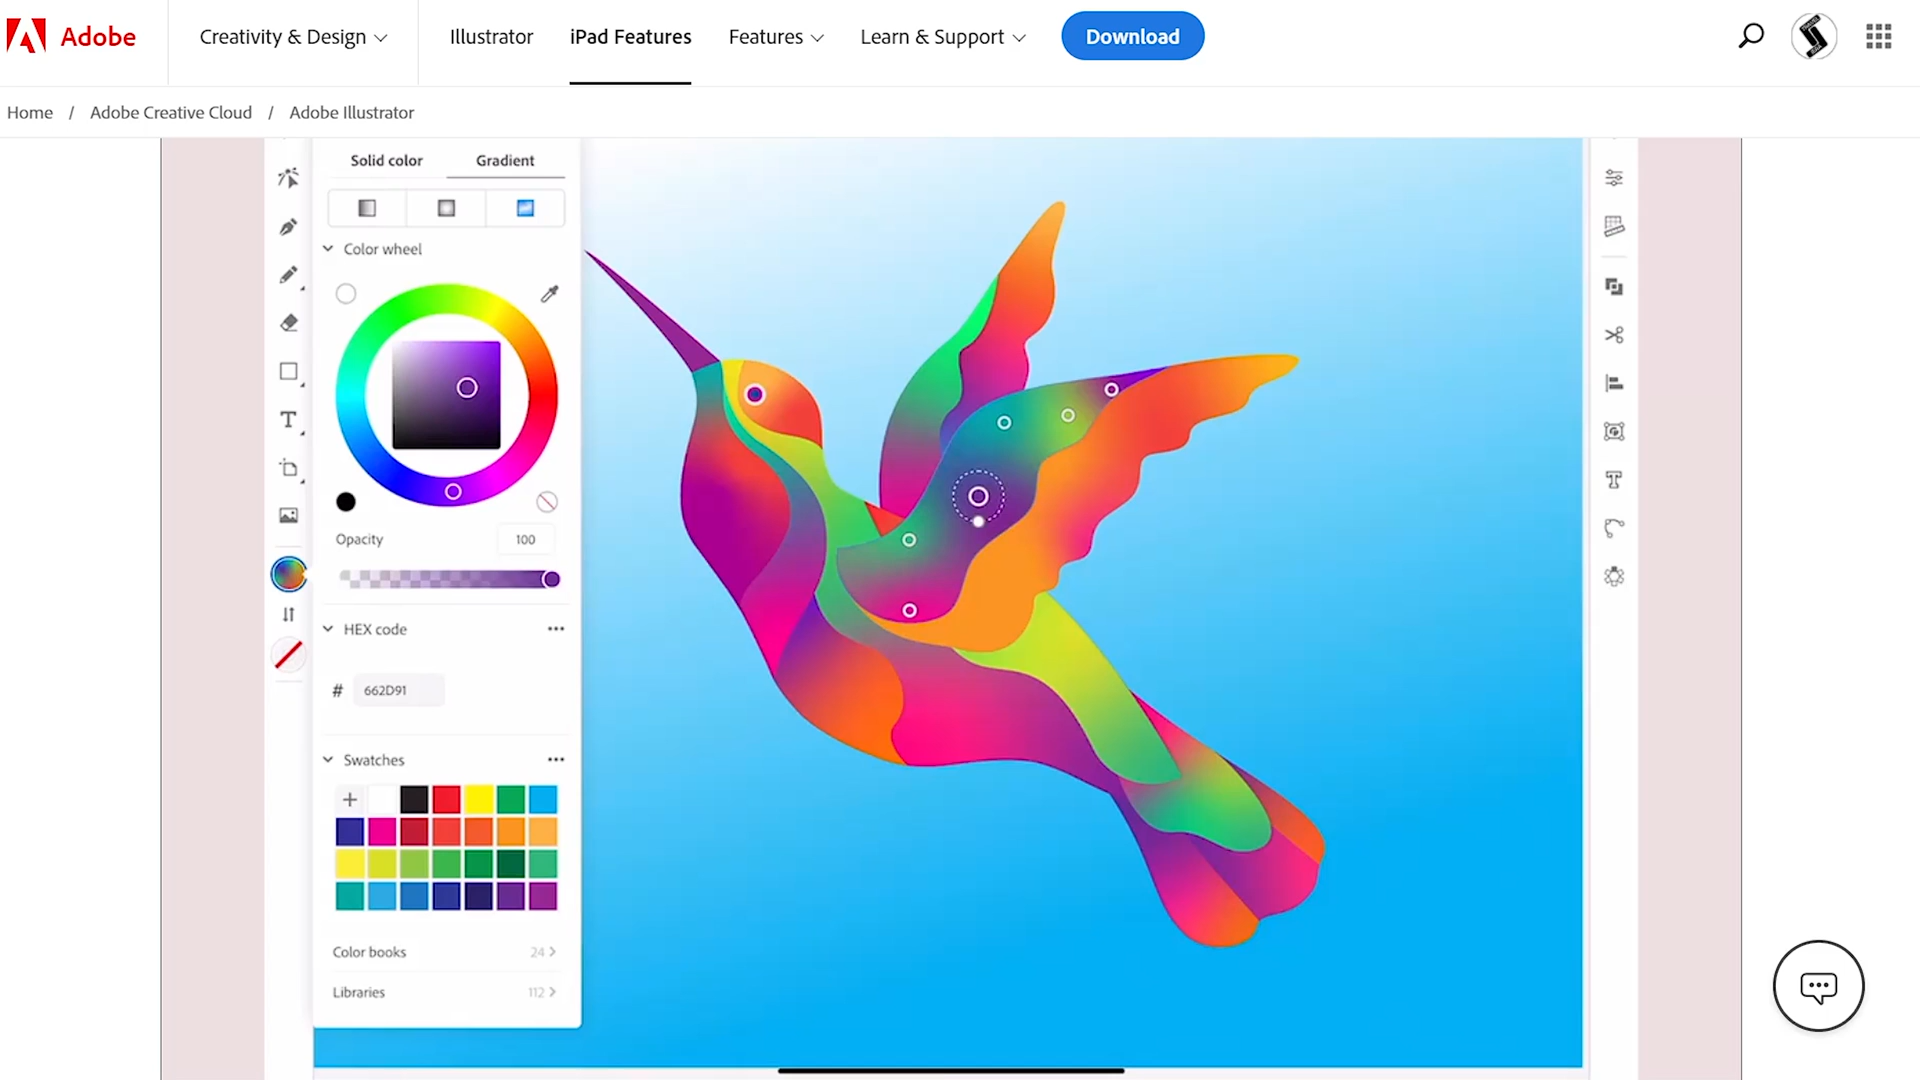 Adobe
Creativity & Design
Illustrator
iPad Features
Features
Learn & Support
Download
Home / Adobe Creative Cloud / Adobe Illustrator
Solid color
Gradient
Color wheel
Opacity
100
HEX code
# 662D91
Swatches
Color books
24
Libraries
112